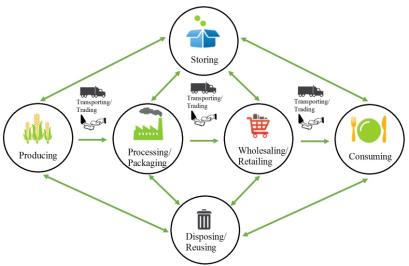 Storing
Transporting/
Trading
Transporting/
Trading
Transporting/
Trading
Producing
Processing/
Packaging
Wholesaling/
Retailing
Consuming
Disposing/
Reusing